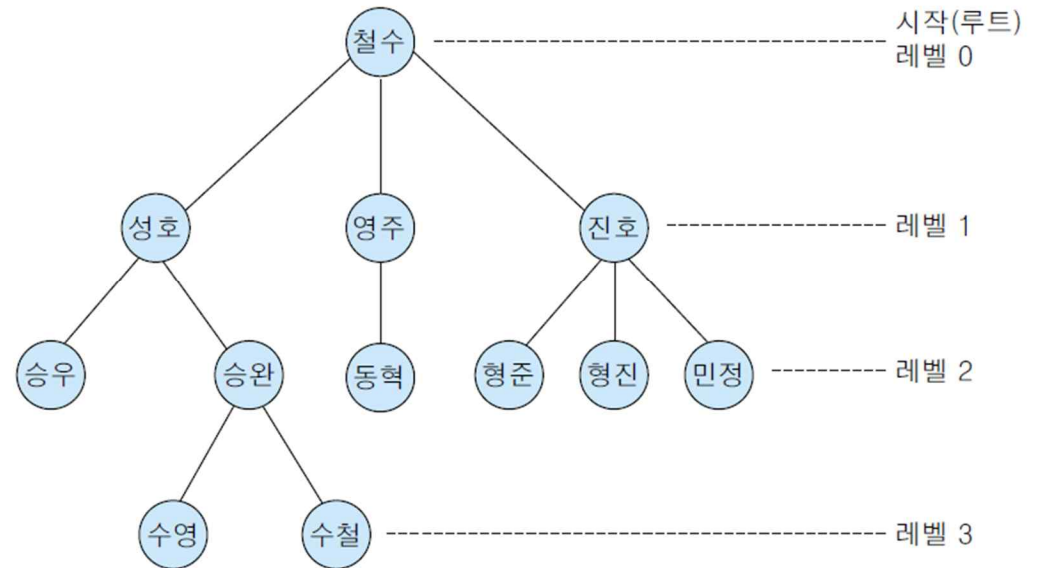 철수
시작(루트)
레벨 0
성호
영주
진호
레벨 1
승우
승완
동혁
형준
형진
민정
레벨 2
수영
수철
레벨 3